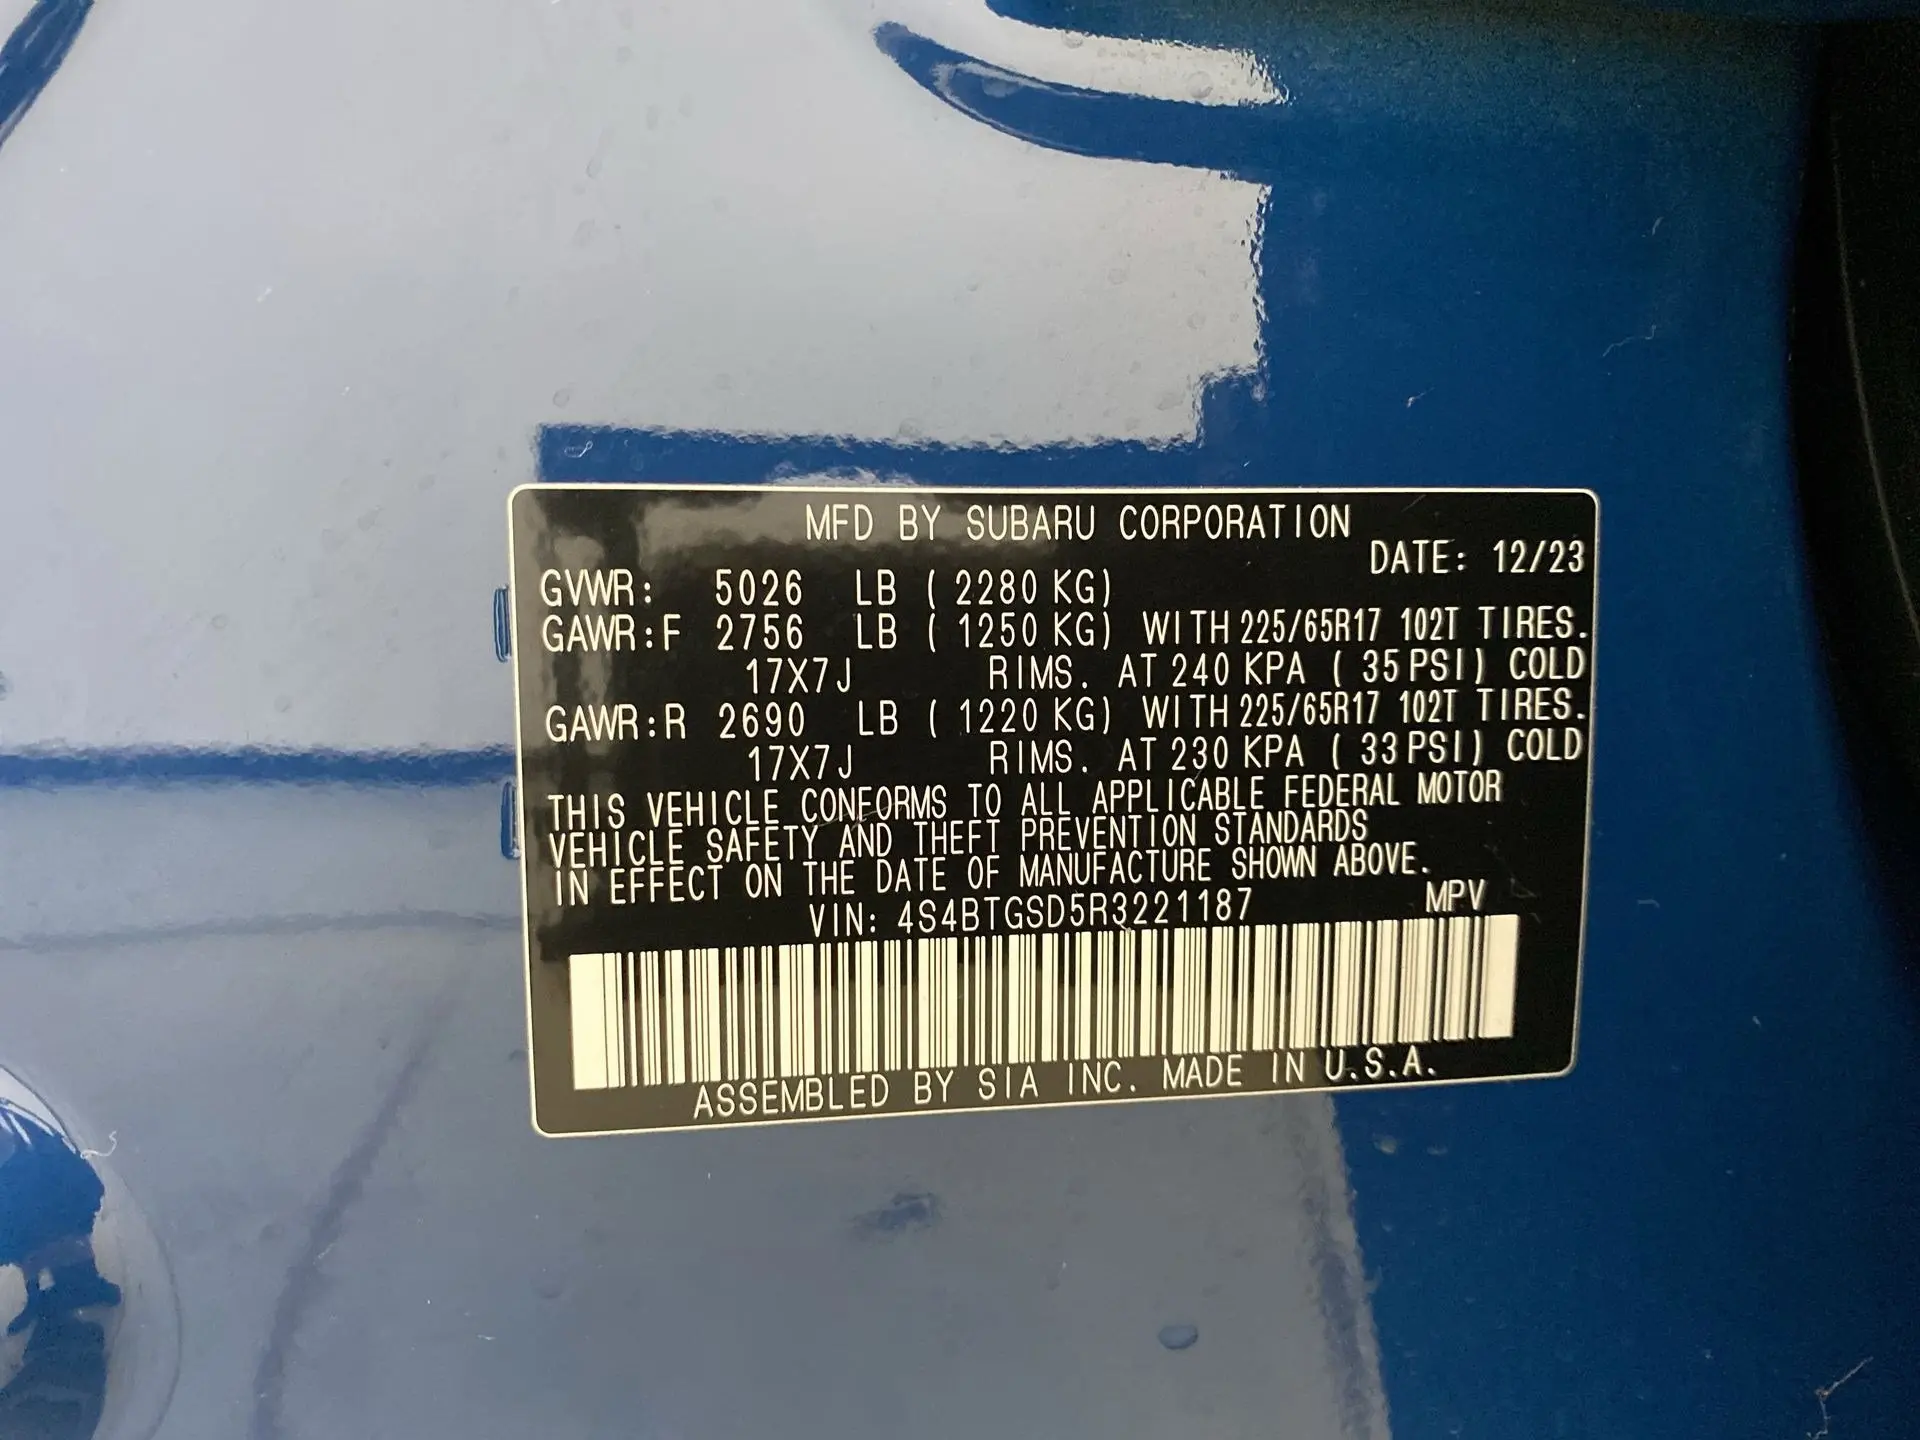 MFD BY SUBARU CORPORATION
DATE: 12/23
GVWR: 5026 LB ( 2280 KG)
GAWR:F 2756 LB ( 1250 KG) WITH 225/65R17 102T TIRES.
17X7J RIMS. AT 240 KPA ( 35 PSI) COLD
GAWR:R 2690 LB ( 1220 KG) WITH 225/65R17 102T TIRES.
17X7J RIMS. AT 230 KPA ( 33 PSI) COLD
THIS VEHICLE CONFORMS TO ALL APPLICABLE FEDERAL MOTOR
VEHICLE SAFETY AND THEFT PREVENTION STANDARDS
IN EFFECT ON THE DATE OF MANUFACTURE SHOWN ABOVE.
VIN: 4S4BTGSD5R3221187 MPV
ASSEMBLED BY SIA INC. MADE IN U.S.A.